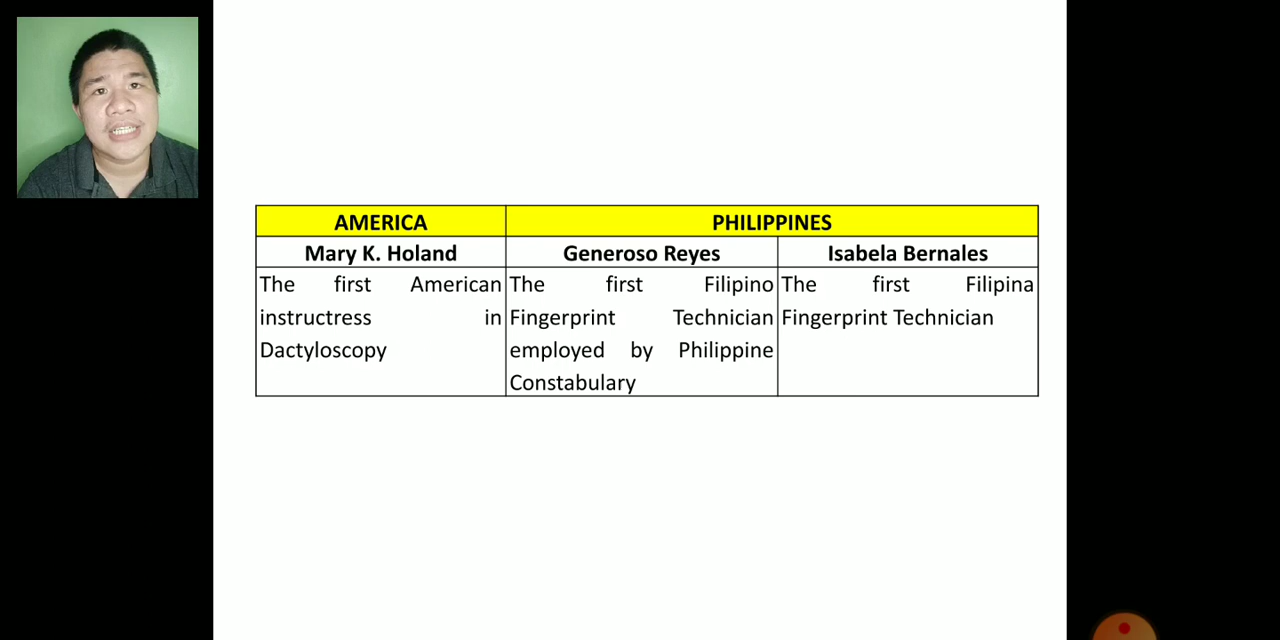 AMERICA PHILIPPINES
Mary K. Holand Generoso Reyes Isabela Bernales
The first American
instructress in
Dactyloscopy
The first Filipino
Fingerprint Technician
employed by Philippine
Constabulary
The first Filipina
Fingerprint Technician